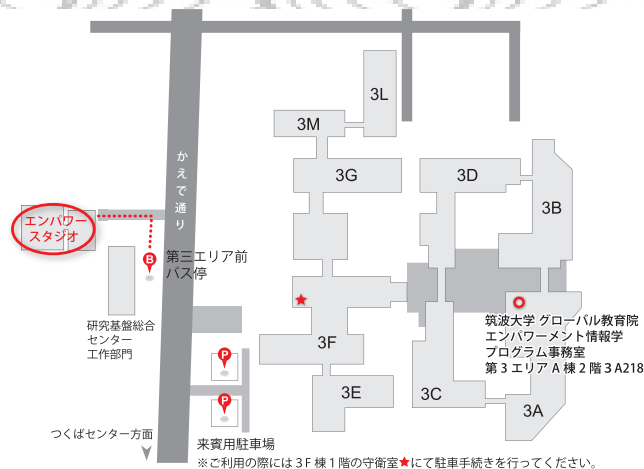 3L
3M
3G
3D
3B
かえで通り
エンパワー
スタジオ
B
第三エリア前
バス停
研究基盤総合
センター
工作部門
筑波大学 グローバル教育院
エンパワーメント情報学
プログラム事務室
第3エリアA棟2階3A218
3F
P
3E
3C
3A
P
つくばセンター方面
来賓用駐車場
※ご利用の際には3F棟1階の守衛室★にて駐車手続きを行ってください。